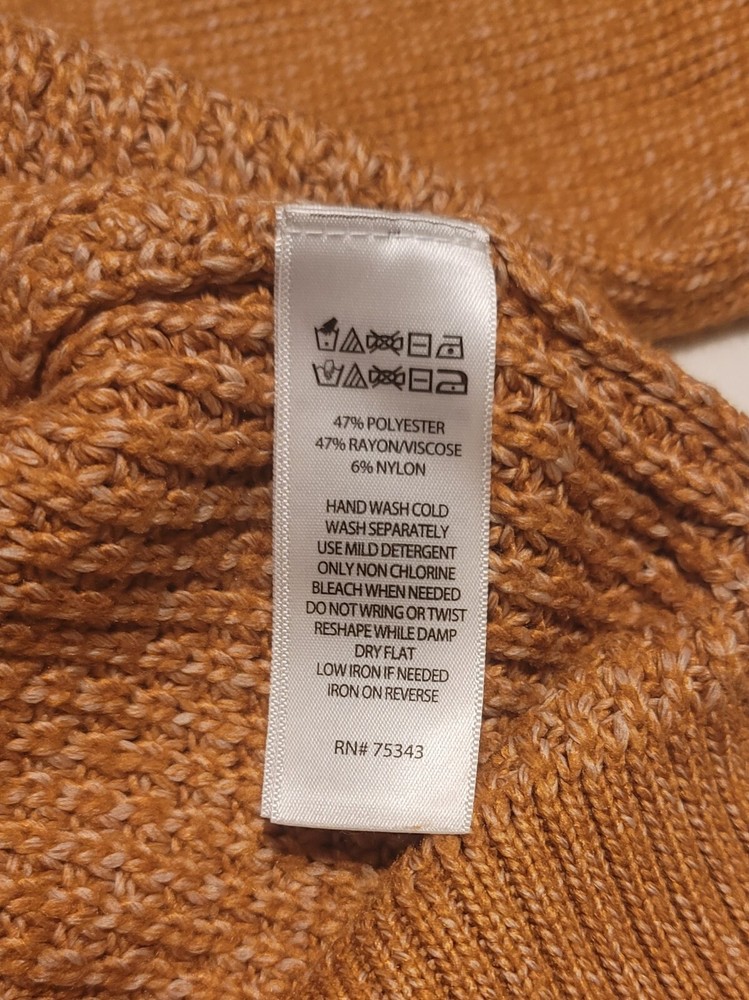 47% POLYESTER
47% RAYON/VISCOSE
6% NYLON
HAND WASH COLD
WASH SEPARATELY
USE MILD DETERGENT
ONLY NON CHLORINE
BLEACH WHEN NEEDED
DO NOT WRING OR TWIST
RESHAPE WHILE DAMP
DRY FLAT
LOW IRON IF NEEDED
IRON ON REVERSE
RN# 75343